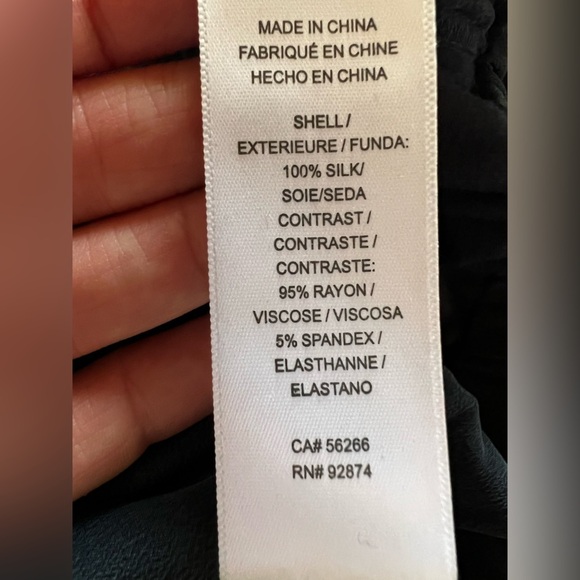 MADE IN CHINA
FABRIQUÉ EN CHINE
HECHO EN CHINA
SHELL /
EXTERIEURE / FUNDA:
100% SILK/
SOIE/SEDA
CONTRAST /
CONTRASTE /
CONTRASTE:
95% RAYON /
VISCOSE / VISCOSA
5% SPANDEX /
ELASTHANNE /
ELASTANO
CA# 56266
RN# 92874